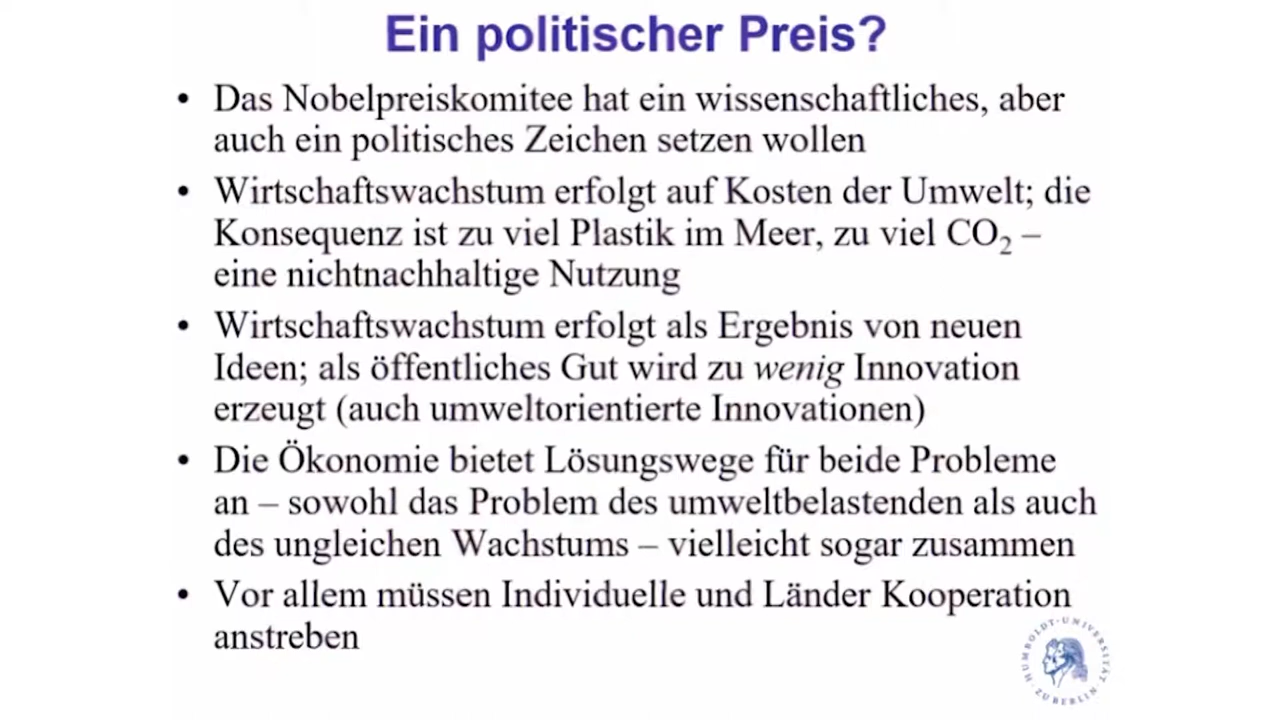 Ein politischer Preis?
• Das Nobelpreiskomitee hat ein wissenschaftliches, aber
auch ein politisches Zeichen setzen wollen
• Wirtschaftswachstum erfolgt auf Kosten der Umwelt; die
Konsequenz ist zu viel Plastik im Meer, zu viel CO₂ –
eine nichtnachhaltige Nutzung
• Wirtschaftswachstum erfolgt als Ergebnis von neuen
Ideen; als öffentliches Gut wird zu wenig Innovation
erzeugt (auch umweltorientierte Innovationen)
• Die Ökonomie bietet Lösungswege für beide Probleme
an – sowohl das Problem des umweltbelastenden als auch
des ungleichen Wachstums – vielleicht sogar zusammen
• Vor allem müssen Individuelle und Länder Kooperation
anstreben
HUMBOLDT-UNIVERSITÄT · ZU BERLIN ·